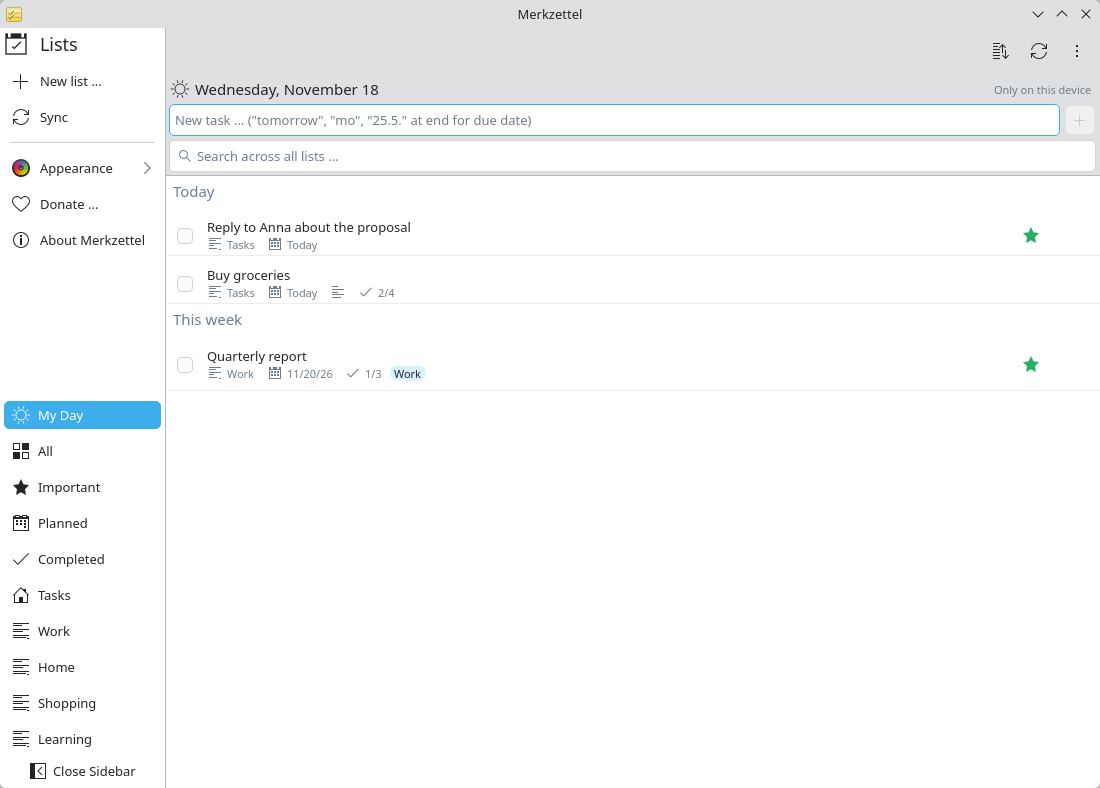 Merkzettel
Lists
New list ...
Sync
Appearance
Donate ...
About Merkzettel
My Day
All
Important
Planned
Completed
Tasks
Work
Home
Shopping
Learning
Close Sidebar
Wednesday, November 18
Only on this device
New task ... ("tomorrow", "mo", "25.5." at end for due date)
Search across all lists ...
Today
Reply to Anna about the proposal
Tasks Today
Buy groceries
Tasks Today 2/4
This week
Quarterly report
Work 11/20/26 1/3 Work